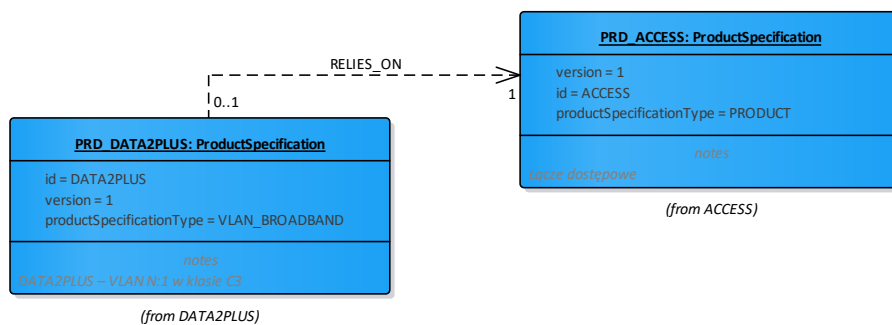 PRD_ACCESS: ProductSpecification
version = 1
id = ACCESS
productSpecificationType = PRODUCT
notes
Łącze dostępowe
(from ACCESS)
RELIES_ON
1
0..1
PRD_DATA2PLUS: ProductSpecification
id = DATA2PLUS
version = 1
productSpecificationType = VLAN_BROADBAND
notes
DATA2PLUS – VLAN N:1 w klasie C3
(from DATA2PLUS)